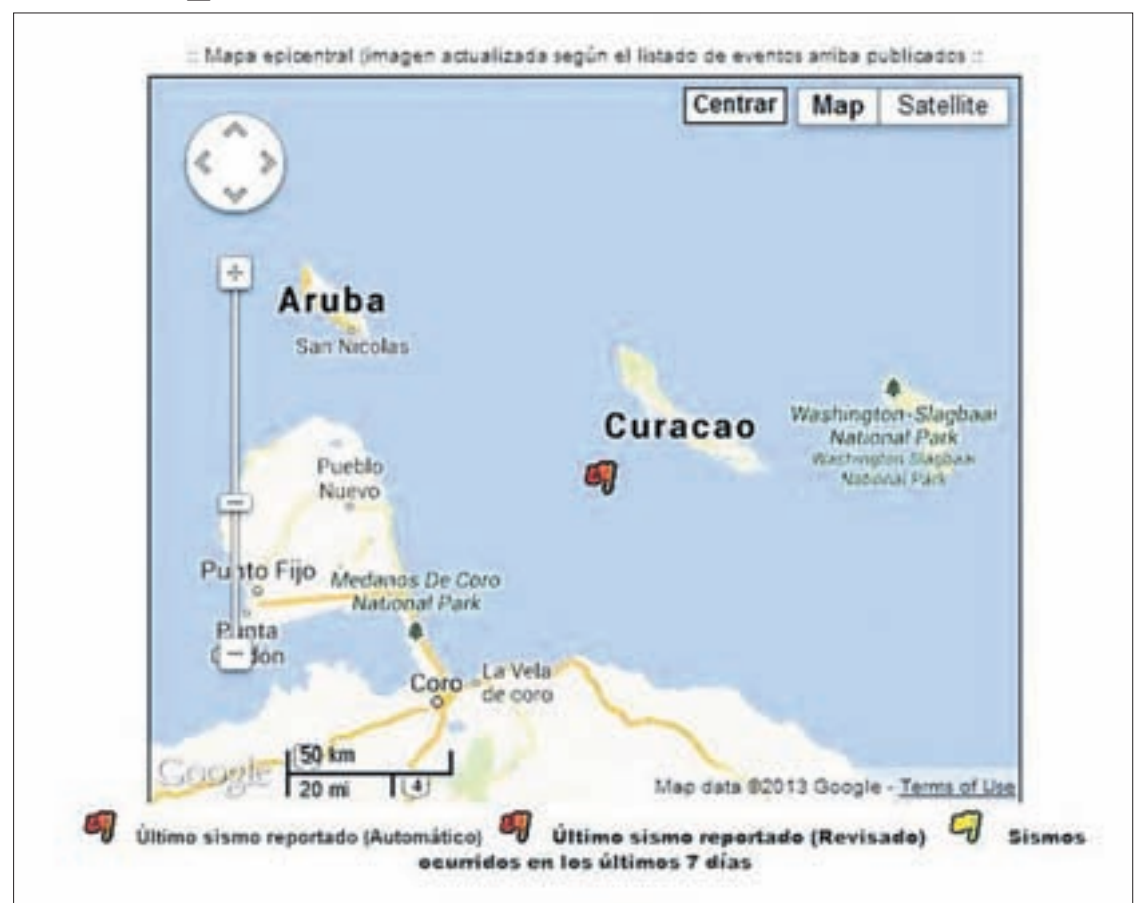 :: Mapa epicentral (imagen actualizada según el listado de eventos arriba publicados ::
Centrar
Map
Satellite
Aruba
San Nicolas
Curacao
Washington-Slagbaai
National Park
Washington Slagbaai
National Park
Pueblo
Nuevo
Punto Fijo
Medanos De Coro
National Park
Punta
Coro
La Vela
de coro
50 km
20 mi
4
Google
Map data ©2013 Google - Terms of Use
Último sismo reportado (Automático)
Último sismo reportado (Revisado)
Sismos
ocurridos en los últimos 7 días